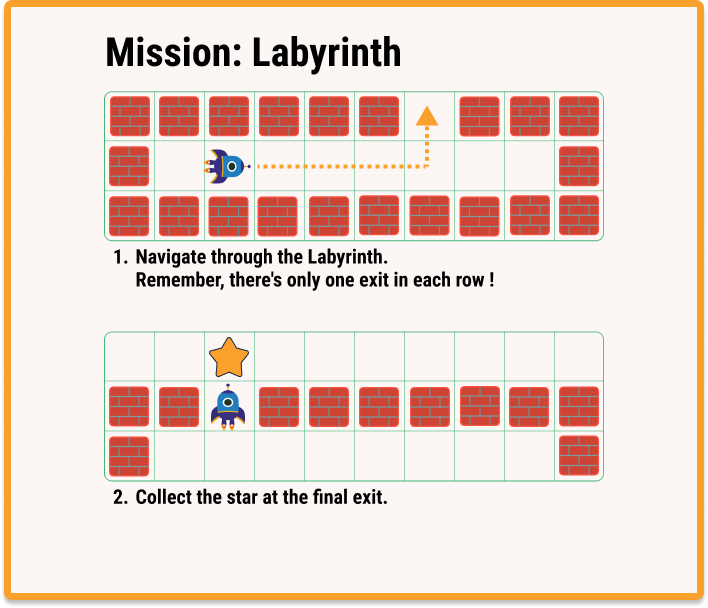 Mission: Labyrinth
1. Navigate through the Labyrinth.
Remember, there's only one exit in each row !
2. Collect the star at the final exit.